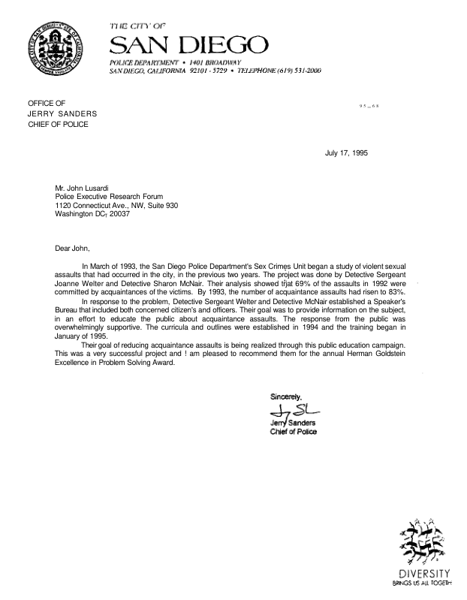 THE CITY OF
SAN DIEGO
POLICE DEPARTMENT • 1401 BROADWAY
SAN DIEGO, CALIFORNIA 92101-5729 • TELEPHONE (619) 531-2000
OFFICE OF
JERRY SANDERS
CHIEF OF POLICE
July 17, 1995
Mr. John Lusardi
Police Executive Research Forum
1120 Connecticut Ave., NW, Suite 930
Washington DC, 20037
Dear John,
In March of 1993, the San Diego Police Department's Sex Crimes Unit began a study of violent sexual
assaults that had occurred in the city, in the previous two years. The project was done by Detective Sergeant
Joanne Welter and Detective Sharon McNair. Their analysis showed that 69% of the assaults in 1992 were
committed by acquaintances of the victims. By 1993, the number of acquaintance assaults had risen to 83%.
In response to the problem, Detective Sergeant Welter and Detective McNair established a Speaker's
Bureau that included both concerned citizen's and officers. Their goal was to provide information on the subject,
in an effort to educate the public about acquaintance assaults. The response from the public was
overwhelmingly supportive. The curricula and outlines were established in 1994 and the training began in
January of 1995.
Their goal of reducing acquaintance assaults is being realized through this public education campaign.
This was a very successful project and ! am pleased to recommend them for the annual Herman Goldstein
Excellence in Problem Solving Award.
Sincerely,
Jerry Sanders
Chief of Police
DIVERSITY
BRINGS US ALL TOGETH